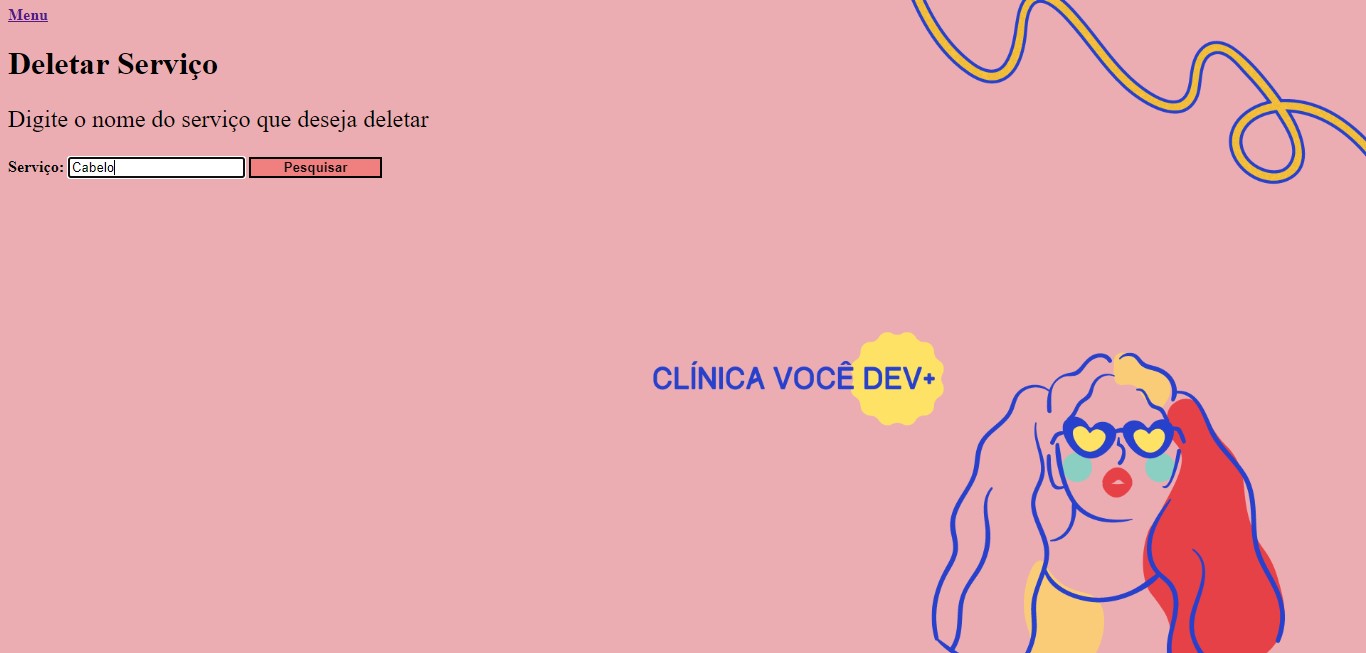 Menu
Deletar Serviço
Digite o nome do serviço que deseja deletar
Serviço: Cabelo Pesquisar
CLÍNICA VOCÊ DEV+